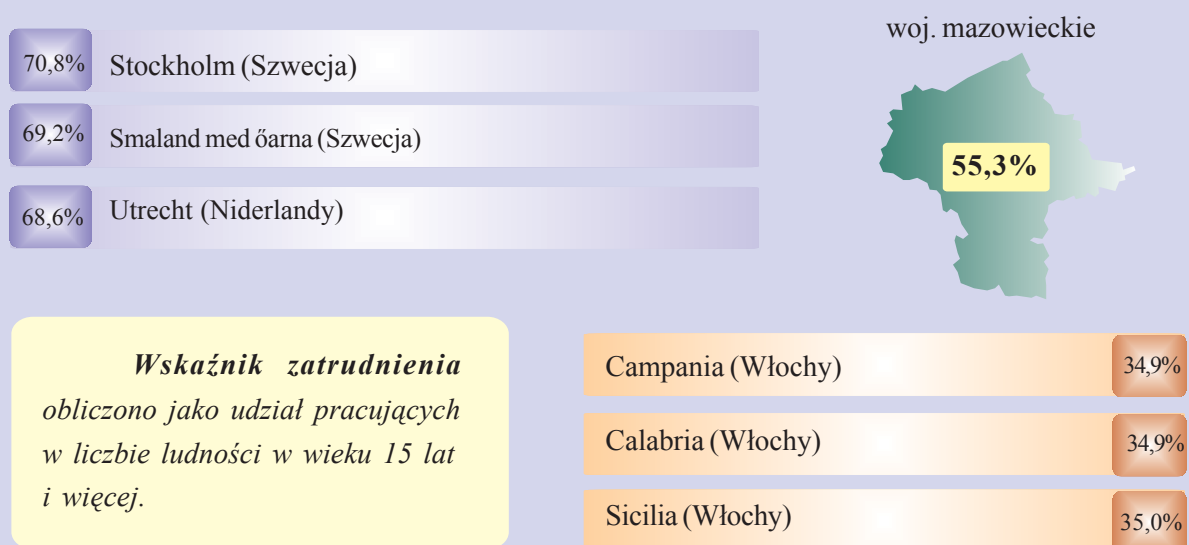 70,8% Stockholm (Szwecja)
69,2% Smaland med őarna (Szwecja)
68,6% Utrecht (Niderlandy)
woj. mazowieckie
55,3%
Wskaźnik zatrudnienia
obliczono jako udział pracujących
w liczbie ludności w wieku 15 lat
i więcej.
Campania (Włochy) 34,9%
Calabria (Włochy) 34,9%
Sicilia (Włochy) 35,0%